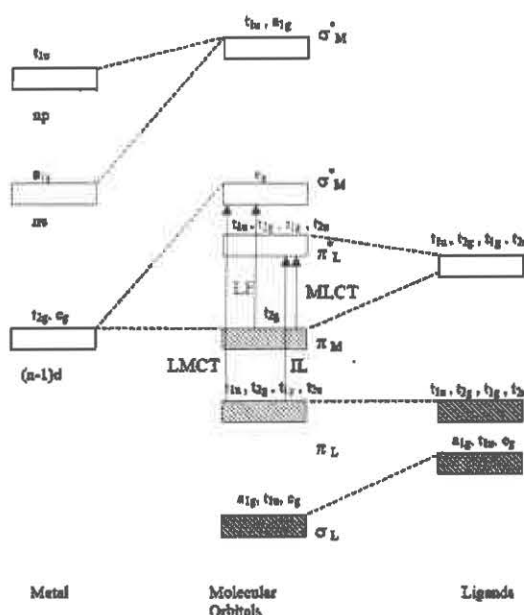 t1u, a1g
σ*M
t1u
np
a1g
ns
eg
σ*M
t1u, t2g, t1g, t2u
π*L
t1u, t2g, t1g, t2u
MLCT
t2g, eg
t2g
πM
(n-1)d
LMCT
IL
t1u, t2g, t1g, t2u
t1u, t2g, t1g, t2u
πL
a1g, t1u, eg
a1g, t1u, eg
σL
Metal
Molecular
Orbitals
Ligands